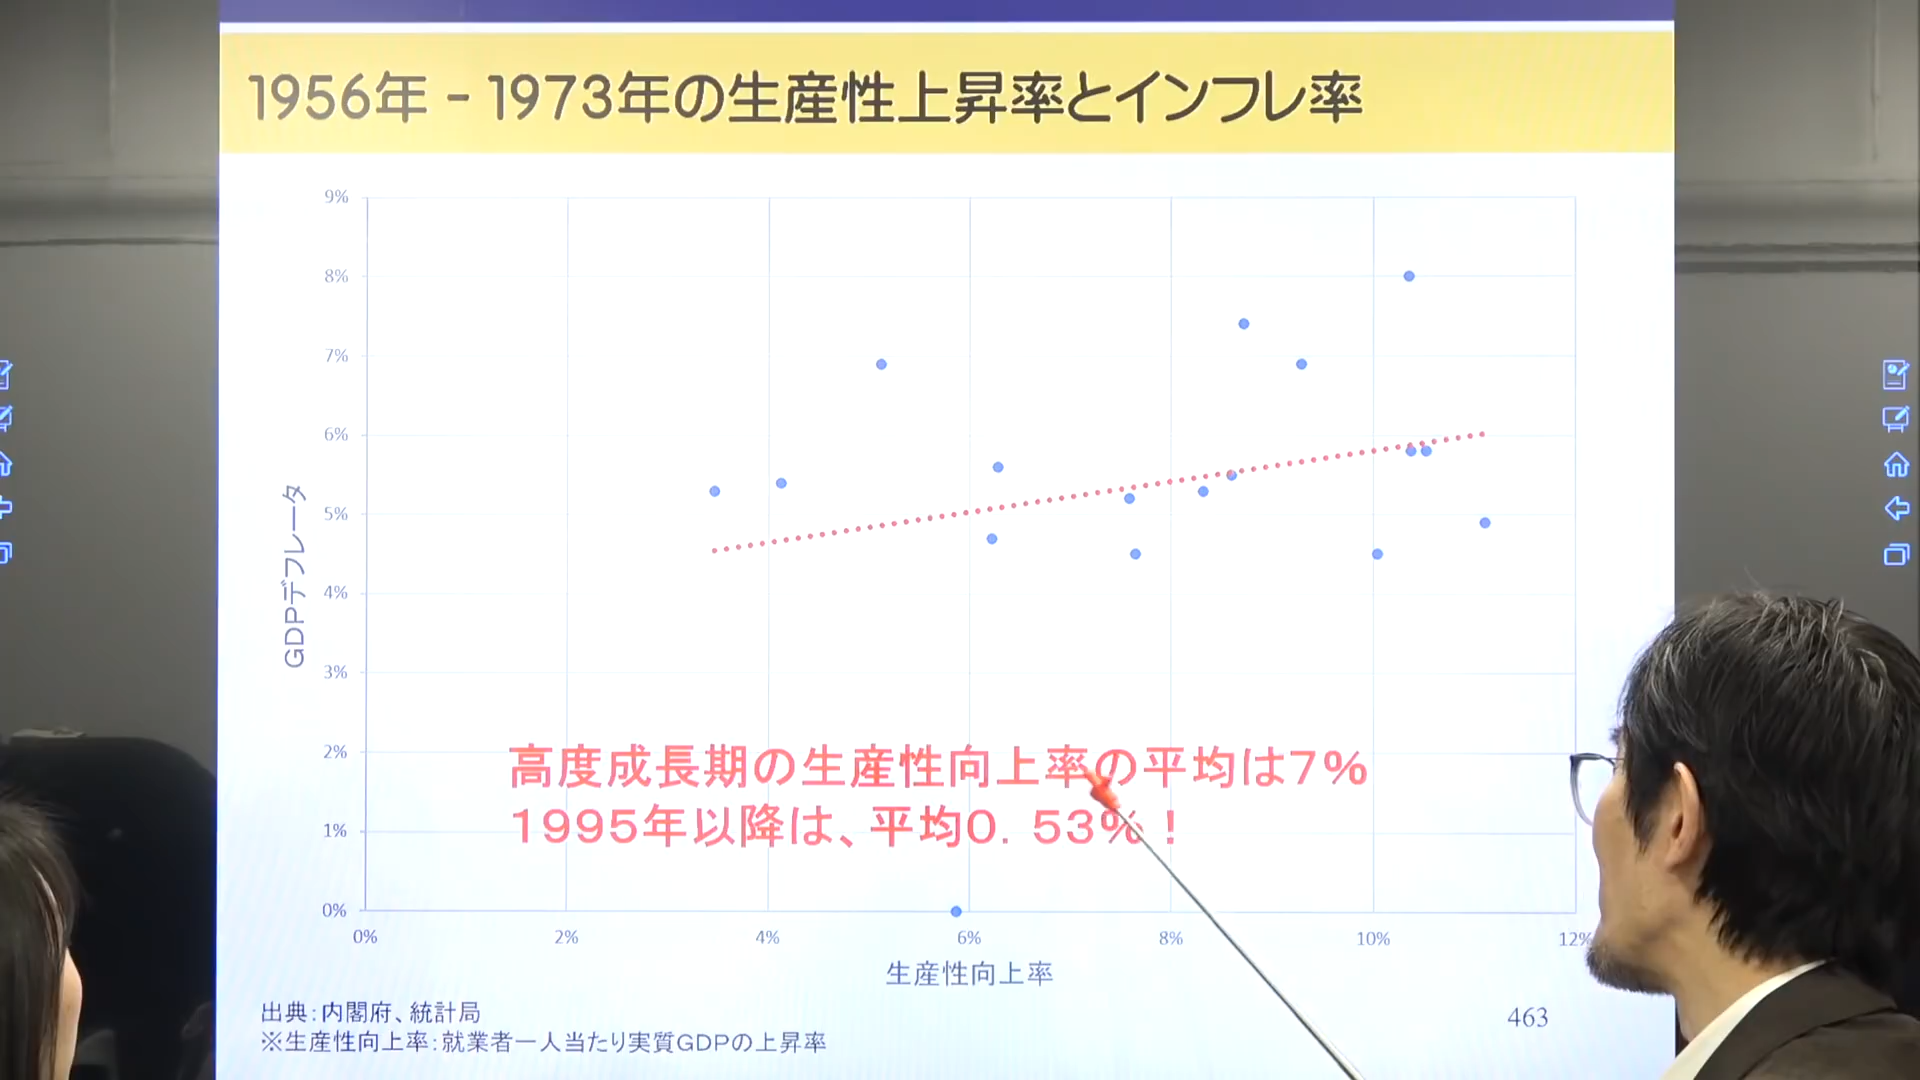 1956年 - 1973年の生産性上昇率とインフレ率
9%
8%
7%
6%
5%
4%
3%
2%
1%
0%
GDPデフレータ
高度成長期の生産性向上率の平均は7%
1995年以降は、平均0. 53%！
0%
2%
4%
6%
8%
10%
12%
生産性向上率
出典：内閣府、統計局
※生産性向上率：就業者一人当たり実質GDPの上昇率
463